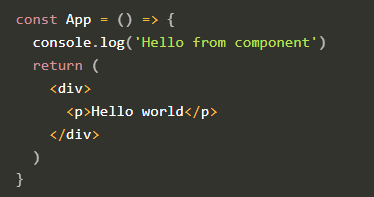 const App = () => {
  console.log('Hello from component')
  return (
    <div>
      <p>Hello world</p>
    </div>
  )
}